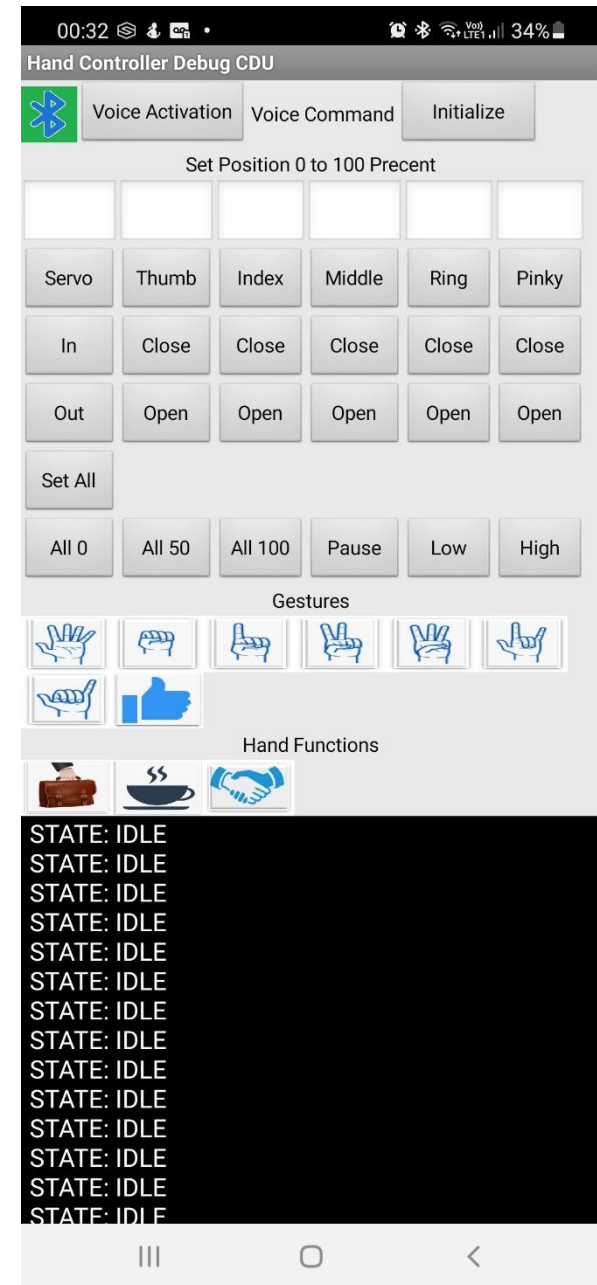 00:32 Voo)) LTE1 34%
Hand Controller Debug CDU
Voice Activation Voice Command Initialize
Set Position 0 to 100 Precent
Servo Thumb Index Middle Ring Pinky
In Close Close Close Close Close
Out Open Open Open Open Open
Set All
All 0 All 50 All 100 Pause Low High
Gestures
Hand Functions
STATE: IDLE
STATE: IDLE
STATE: IDLE
STATE: IDLE
STATE: IDLE
STATE: IDLE
STATE: IDLE
STATE: IDLE
STATE: IDLE
STATE: IDLE
STATE: IDLE
STATE: IDLE
STATE: IDLE
STATE: IDLE